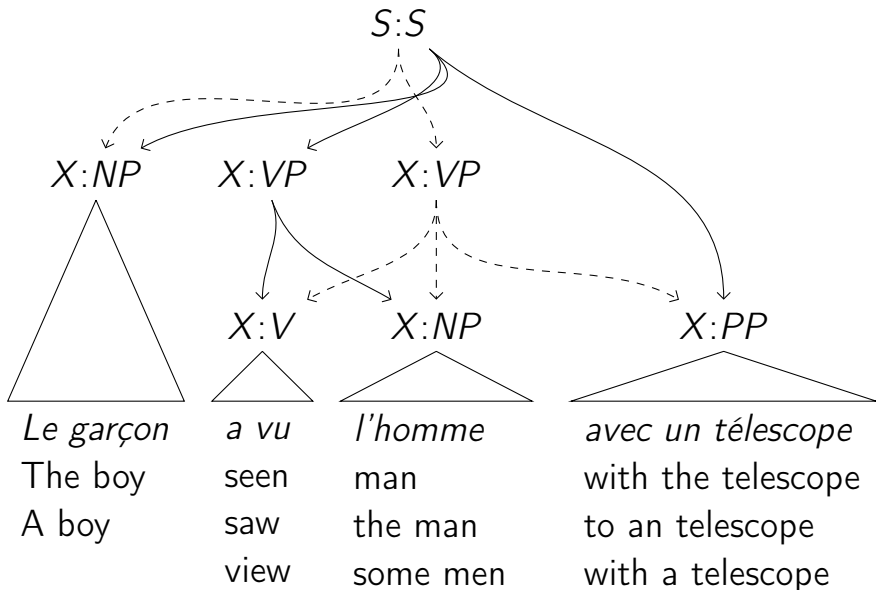 S:S
X:NP X:VP X:VP
X:V X:NP X:PP
Le garçon a vu l'homme avec un télescope
The boy seen man with the telescope
A boy saw the man to an telescope
view some men with a telescope